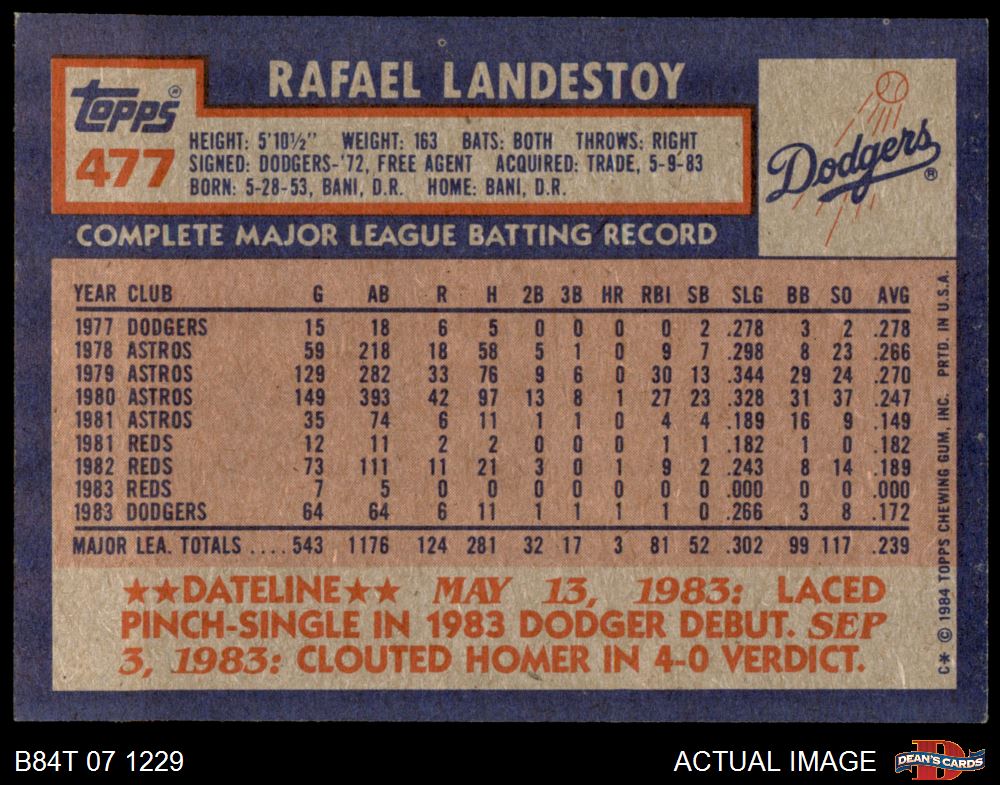 RAFAEL LANDESTOY
Topps®
477
HEIGHT: 5'10½" WEIGHT: 163 BATS: BOTH THROWS: RIGHT
SIGNED: DODGERS-'72, FREE AGENT ACQUIRED: TRADE, 5-9-83
BORN: 5-28-53, BANI, D.R. HOME: BANI, D.R.
Dodgers®
COMPLETE MAJOR LEAGUE BATTING RECORD
YEAR CLUB G AB R H 2B 3B HR RBI SB SLG BB SO AVG
1977 DODGERS 15 18 6 5 0 0 0 0 2 .278 3 2 .278
1978 ASTROS 59 218 18 58 5 1 0 9 7 .298 8 23 .266
1979 ASTROS 129 282 33 76 9 6 0 30 13 .344 29 24 .270
1980 ASTROS 149 393 42 97 13 8 1 27 23 .328 31 37 .247
1981 ASTROS 35 74 6 11 1 1 0 4 4 .189 16 9 .149
1981 REDS 12 11 2 2 0 0 0 1 1 .182 1 0 .182
1982 REDS 73 111 11 21 3 0 1 9 2 .243 8 14 .189
1983 REDS 7 5 0 0 0 0 0 0 0 .000 0 0 .000
1983 DODGERS 64 64 6 11 1 1 1 1 0 .266 3 8 .172
MAJOR LEA. TOTALS .... 543 1176 124 281 32 17 3 81 52 .302 99 117 .239
★★DATELINE★★ MAY 13, 1983: LACED
PINCH-SINGLE IN 1983 DODGER DEBUT. SEP
3, 1983: CLOUTED HOMER IN 4-0 VERDICT.
C* © 1984 TOPPS CHEWING GUM, INC. PRTD. IN U.S.A.
B84T 07 1229
ACTUAL IMAGE
D
DEAN'S CARDS